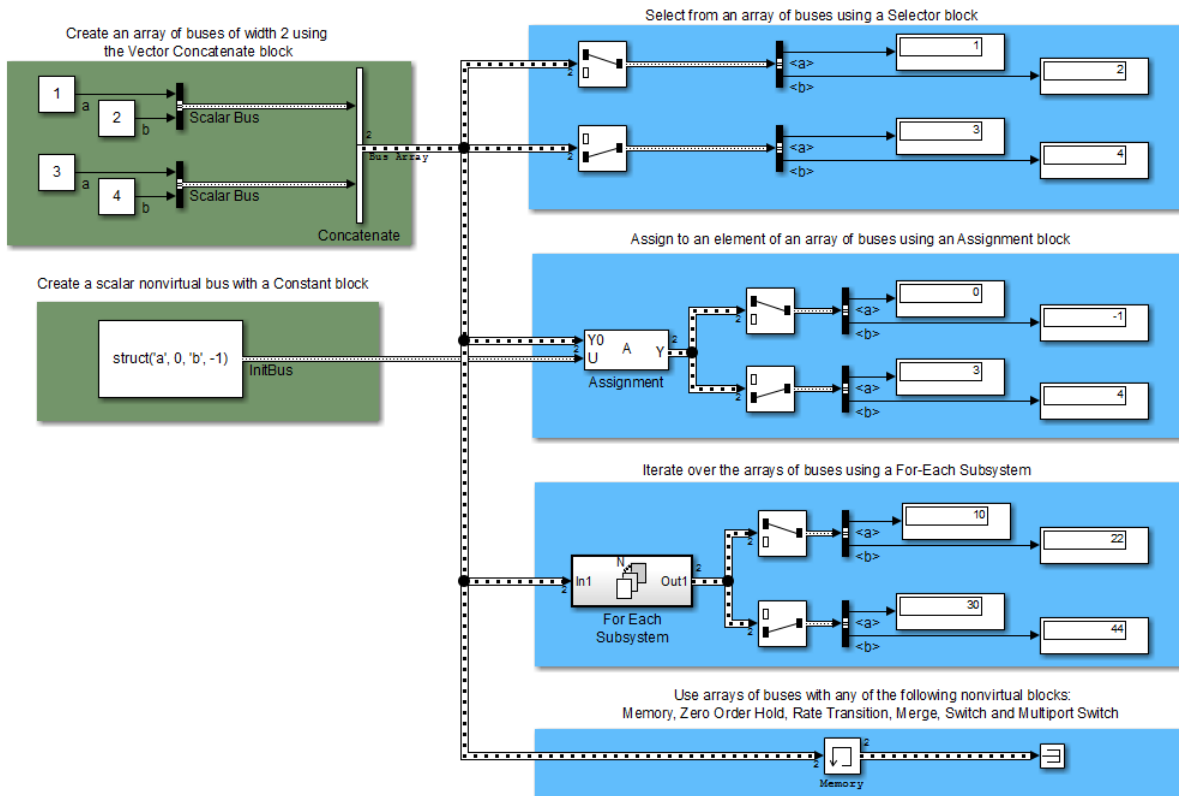 Create an array of buses of width 2 using
the Vector Concatenate block
1
a
2
b
Scalar Bus
3
a
4
b
Scalar Bus
2
Bus Array
Concatenate
Create a scalar nonvirtual bus with a Constant block
struct('a', 0, 'b', -1)
InitBus
Select from an array of buses using a Selector block
2
<a>
1
<b>
2
2
<a>
3
<b>
4
Assign to an element of an array of buses using an Assignment block
2
Y0
2
U
A
Y
2
Assignment
2
<a>
0
<b>
-1
2
<a>
3
<b>
4
Iterate over the arrays of buses using a For-Each Subsystem
2
In1
N
Out1
2
For Each
Subsystem
2
<a>
10
<b>
22
2
<a>
30
<b>
44
Use arrays of buses with any of the following nonvirtual blocks:
Memory, Zero Order Hold, Rate Transition, Merge, Switch and Multiport Switch
2
2
Memory